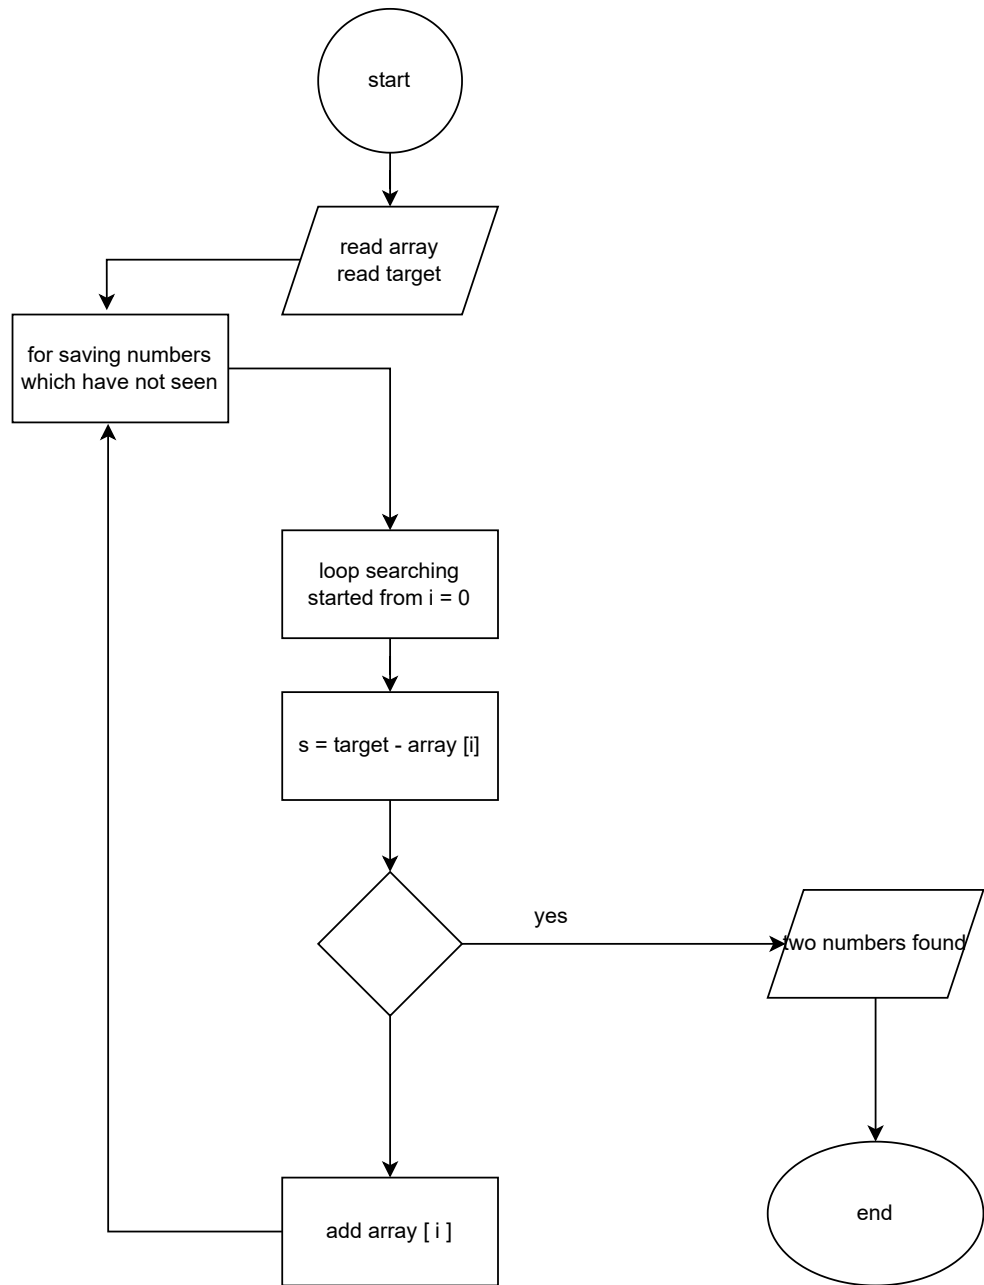 start
read array
read target
for saving numbers
which have not seen
loop searching
started from i = 0
s = target - array [i]
yes
two numbers found
add array [ i ]
end